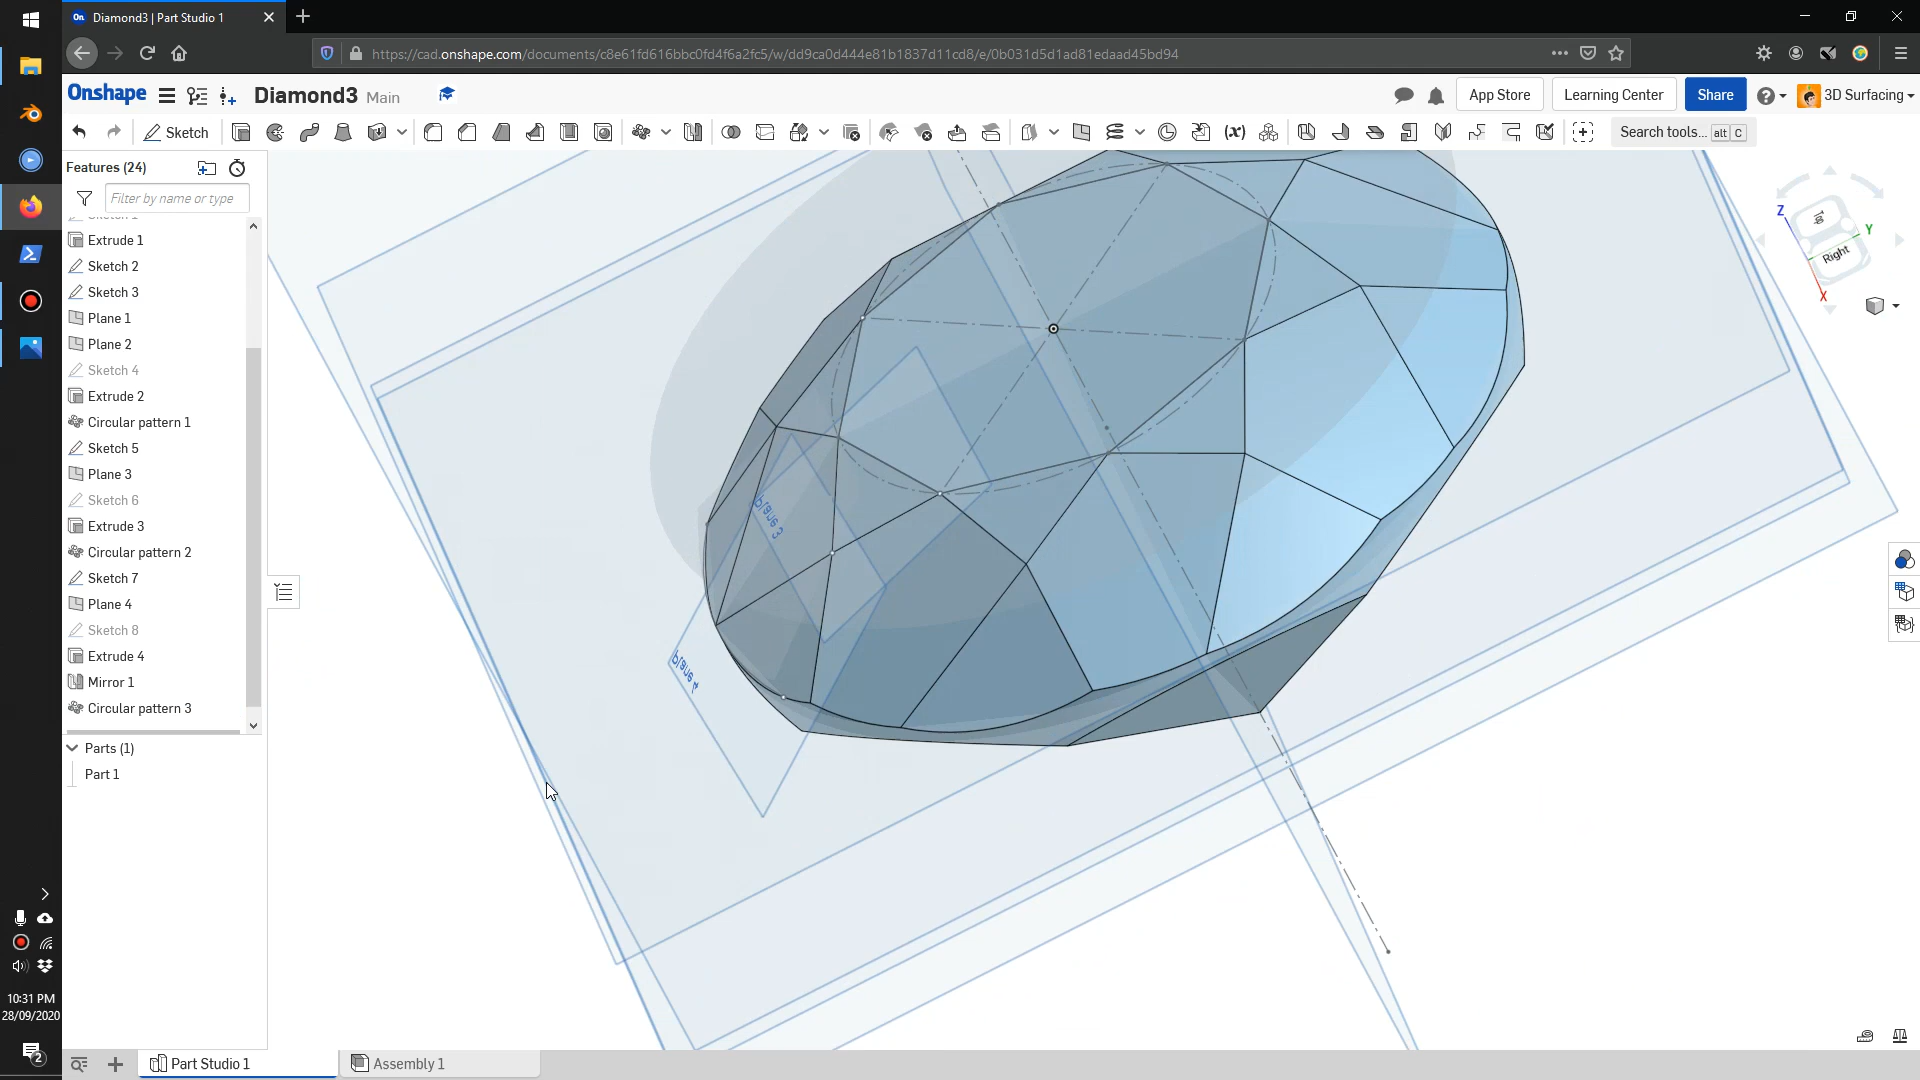 Diamond3 | Part Studio 1
https://cad.onshape.com/documents/c8e61fd616bbc0fd4f6a2fc5/w/dd9ca0d444e81b1837d11cd8/e/0b031d5d1ad81edaad45bd94
Onshape
Diamond3 Main
App Store
Learning Center
Share
3D Surfacing
Sketch
Search tools... alt C
Features (24)
Filter by name or type
Extrude 1
Sketch 2
Sketch 3
Plane 1
Plane 2
Sketch 4
Extrude 2
Circular pattern 1
Sketch 5
Plane 3
Sketch 6
Extrude 3
Circular pattern 2
Sketch 7
Plane 4
Sketch 8
Extrude 4
Mirror 1
Circular pattern 3
Parts (1)
Part 1
Plane 3
Plane 4
Z
Y
Top
Right
X
10:31 PM
28/09/2020
2
Part Studio 1
Assembly 1